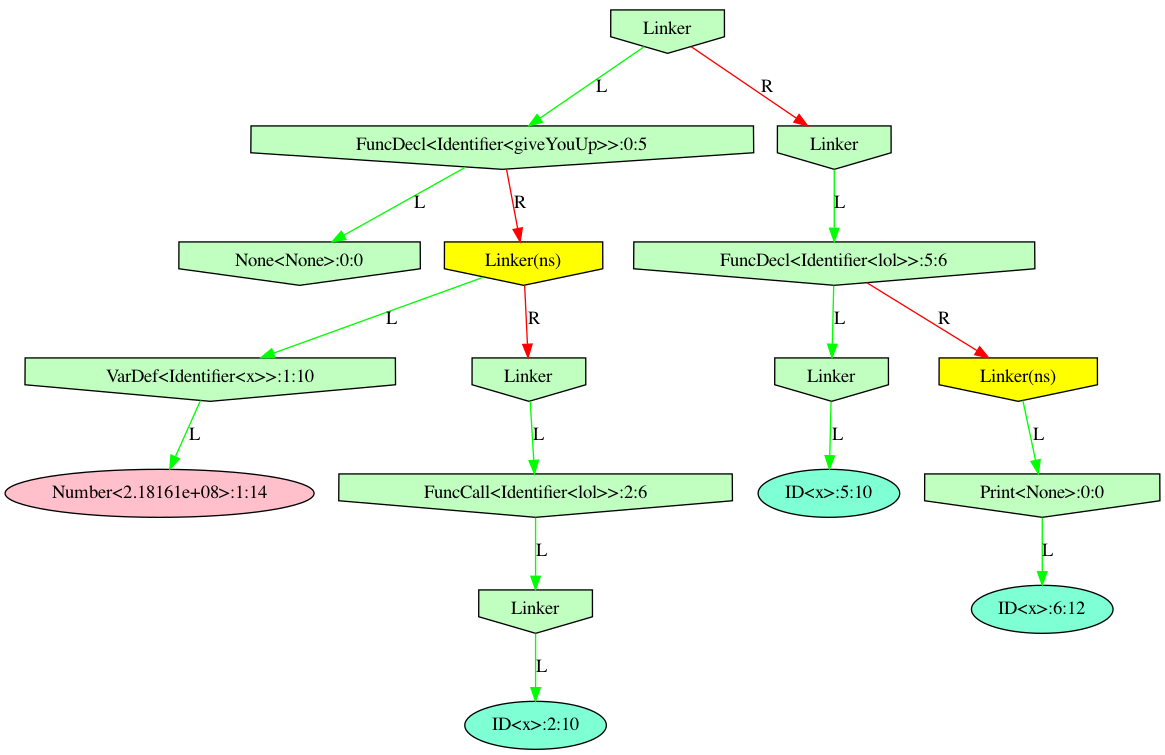 Linker
L
R
FuncDecl<Identifier<giveYouUp>>:0:5
Linker
L
R
L
None<None>:0:0
Linker(ns)
FuncDecl<Identifier<lol>>:5:6
L
R
L
R
VarDef<Identifier<x>>:1:10
Linker
Linker
Linker(ns)
L
L
L
L
Number<2.18161e+08>:1:14
FuncCall<Identifier<lol>>:2:6
ID<x>:5:10
Print<None>:0:0
L
L
Linker
ID<x>:6:12
L
ID<x>:2:10